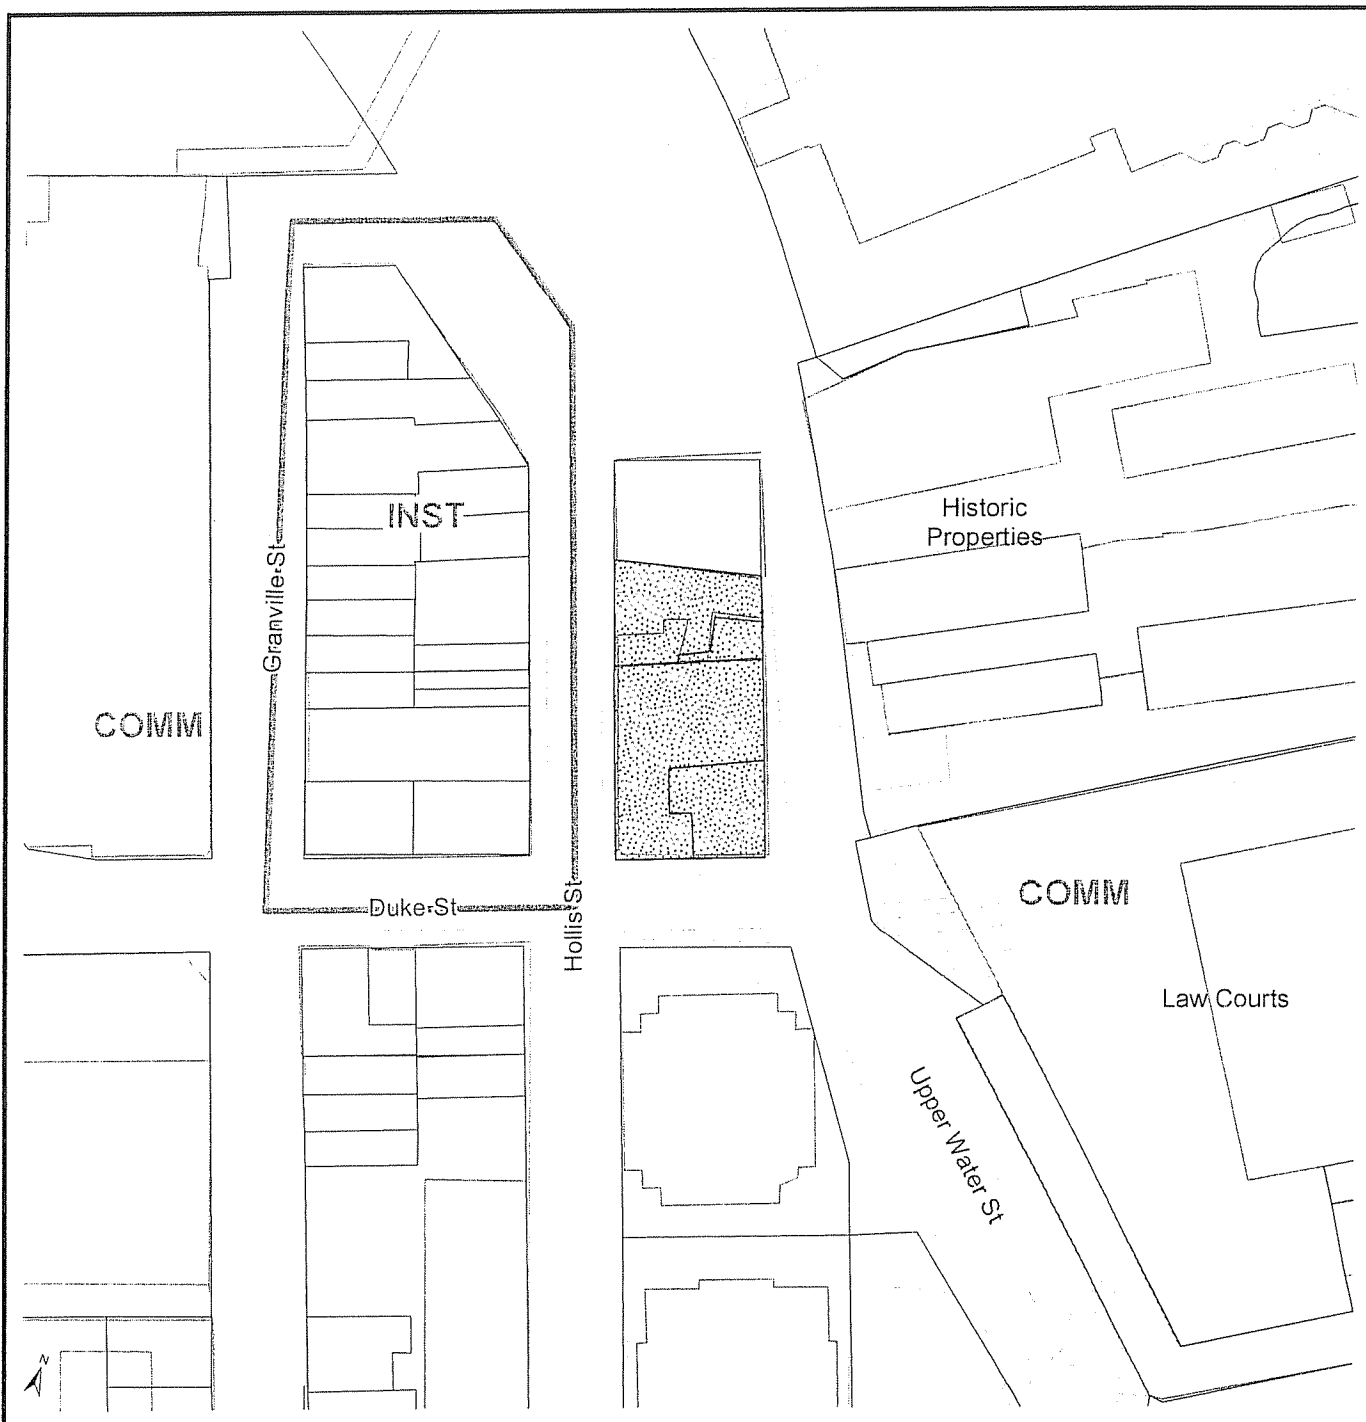 INST
Historic
Properties
Granville St
COMM
COMM
Duke St
Hollis St
Law Courts
Upper Water St
N